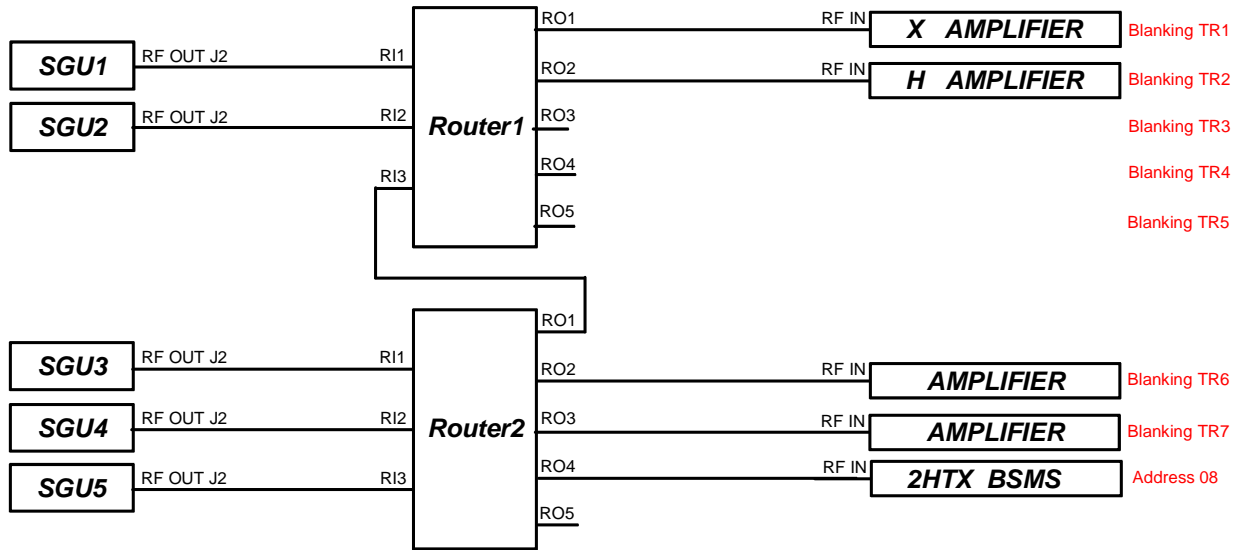 RO1 RF IN X AMPLIFIER Blanking TR1
SGU1 RF OUT J2 RI1
RO2 RF IN H AMPLIFIER Blanking TR2
SGU2 RF OUT J2 RI2 Router1 RO3 Blanking TR3
RI3 RO4 Blanking TR4
RO5 Blanking TR5
RO1
SGU3 RF OUT J2 RI1
RO2 RF IN AMPLIFIER Blanking TR6
SGU4 RF OUT J2 RI2 Router2 RO3 RF IN AMPLIFIER Blanking TR7
SGU5 RF OUT J2 RI3 RO4 RF IN 2HTX BSMS Address 08
RO5